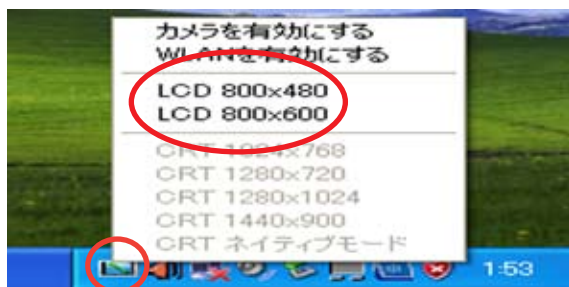 カメラを有効にする
WLANを有効にする
LCD 800x480
LCD 800x600
CRT 1024x768
CRT 1280x720
CRT 1280x1024
CRT 1440x900
CRT ネイティブモード
1:53